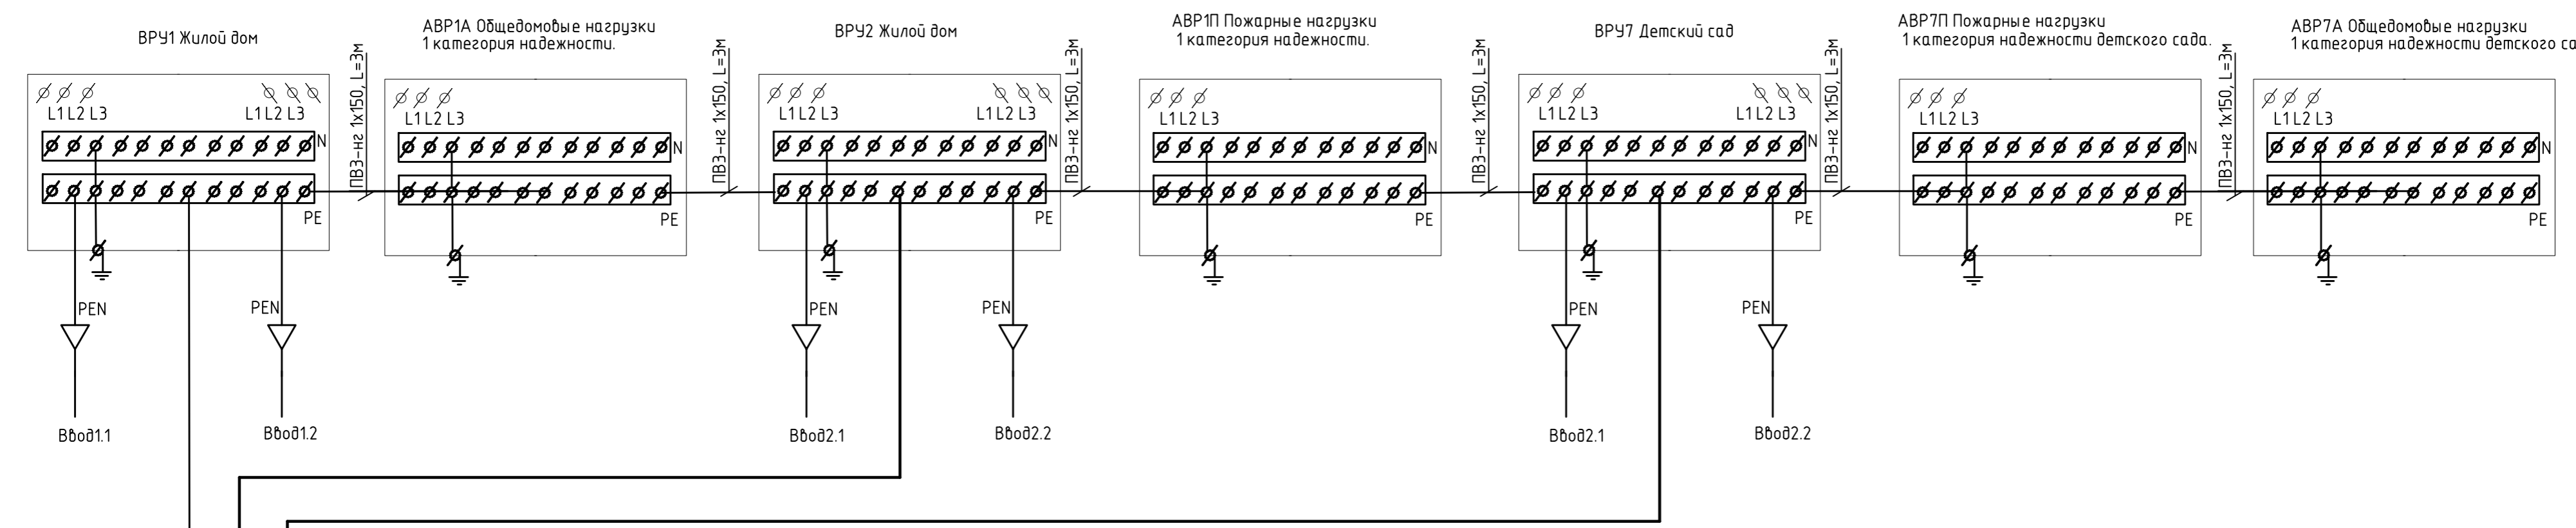 ВРУ1 Жилой дом
АВР1А Общедомовые нагрузки
1 категория надежности.
ВРУ2 Жилой дом
АВР1П Пожарные нагрузки
1 категория надежности.
ВРУ7 Детский сад
АВР7П Пожарные нагрузки
1 категория надежности детского сада.
АВР7А Общедомовые нагрузки
1 категория надежности детского са
L1 L2 L3
L1 L2 L3
N
PE
ПВ3-нг 1х150, L=3м
L1 L2 L3
N
PE
ПВ3-нг 1х150, L=3м
L1 L2 L3
L1 L2 L3
N
PE
ПВ3-нг 1х150, L=3м
L1 L2 L3
N
PE
ПВ3-нг 1х150, L=3м
L1 L2 L3
L1 L2 L3
N
PE
ПВ3-нг 1х150, L=3м
L1 L2 L3
N
PE
ПВ3-нг 1х150, L=3м
L1 L2 L3
N
PE
PEN
PEN
PEN
PEN
PEN
PEN
Ввод1.1
Ввод1.2
Ввод2.1
Ввод2.2
Ввод2.1
Ввод2.2